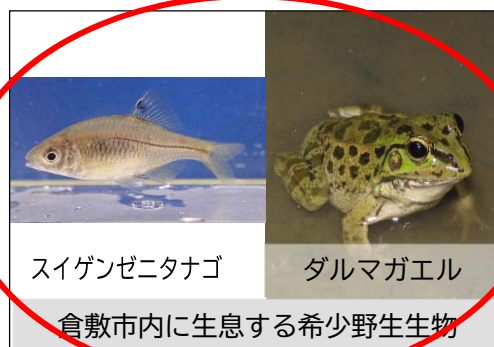 スイゲンゼニタナゴ
ダルマガエル
倉敷市内に生息する希少野生生物